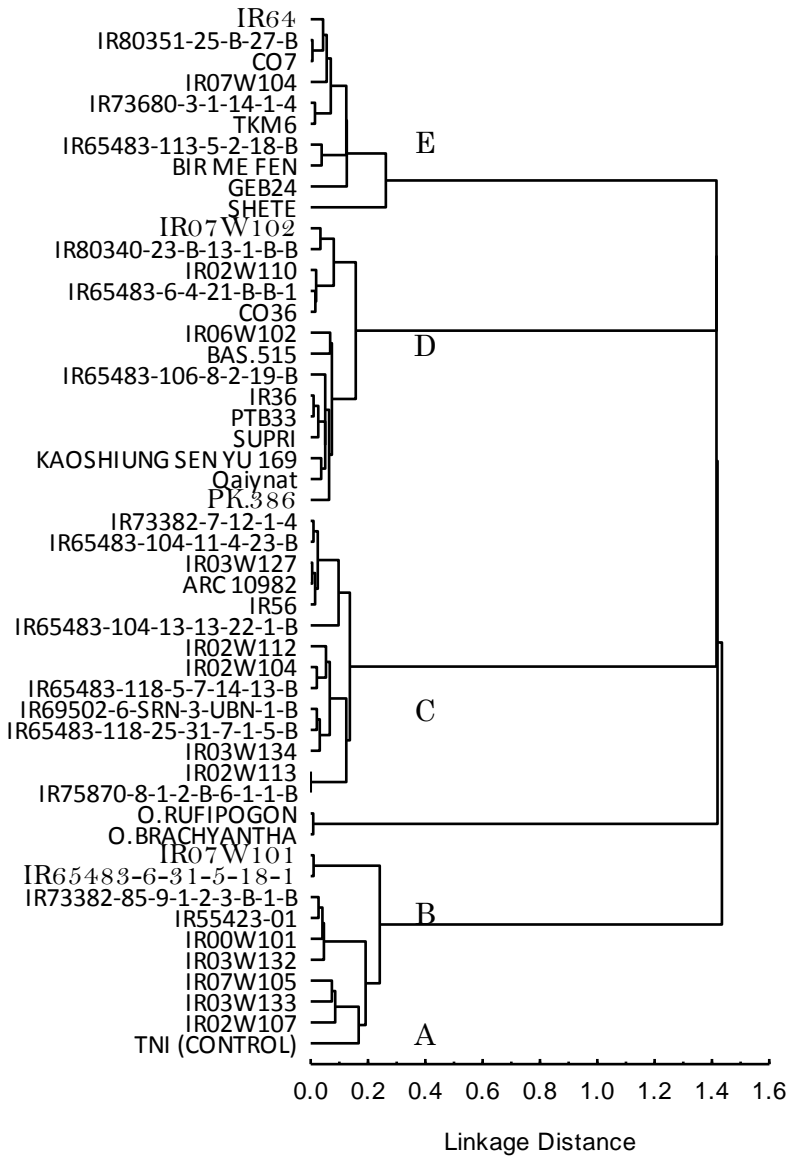 IR64
IR80351-25-B-27-B
CO7
IR07W104
IR73680-3-1-14-1-4
TKM6
IR65483-113-5-2-18-B
BIR ME FEN
GEB24
SHETE
IR07W102
IR80340-23-B-13-1-B-B
IR02W110
IR65483-6-4-21-B-B-1
CO36
IR06W102
BAS.515
IR65483-106-8-2-19-B
IR36
PTB33
SUPRI
KAOSHIUNG SEN YU 169
Qaiynat
PK.386
IR73382-7-12-1-4
IR65483-104-11-4-23-B
IR03W127
ARC 10982
IR56
IR65483-104-13-13-22-1-B
IR02W112
IR02W104
IR65483-118-5-7-14-13-B
IR69502-6-SRN-3-UBN-1-B
IR65483-118-25-31-7-1-5-B
IR03W134
IR02W113
IR75870-8-1-2-B-6-1-1-B
O.RUFIPOGON
O.BRACHYANTHA
IR07W101
IR65483-6-31-5-18-1
IR73382-85-9-1-2-3-B-1-B
IR55423-01
IR00W101
IR03W132
IR07W105
IR03W133
IR02W107
TNI (CONTROL)
E
D
C
B
A
0.0 0.2 0.4 0.6 0.8 1.0 1.2 1.4 1.6
Linkage Distance